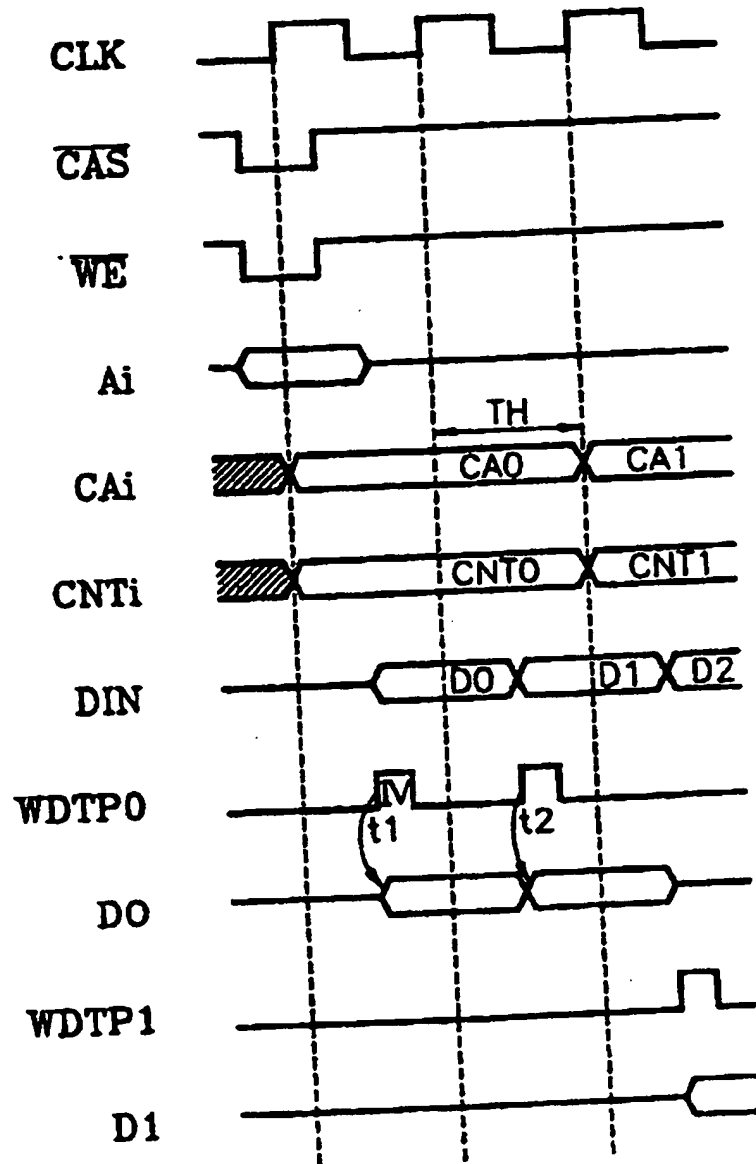 CLK
CAS
WE
Ai
TH
CAi CA0 CA1
CNTi CNT0 CNT1
DIN D0 D1 D2
WDTP0 t1 t2
DO
WDTP1
D1